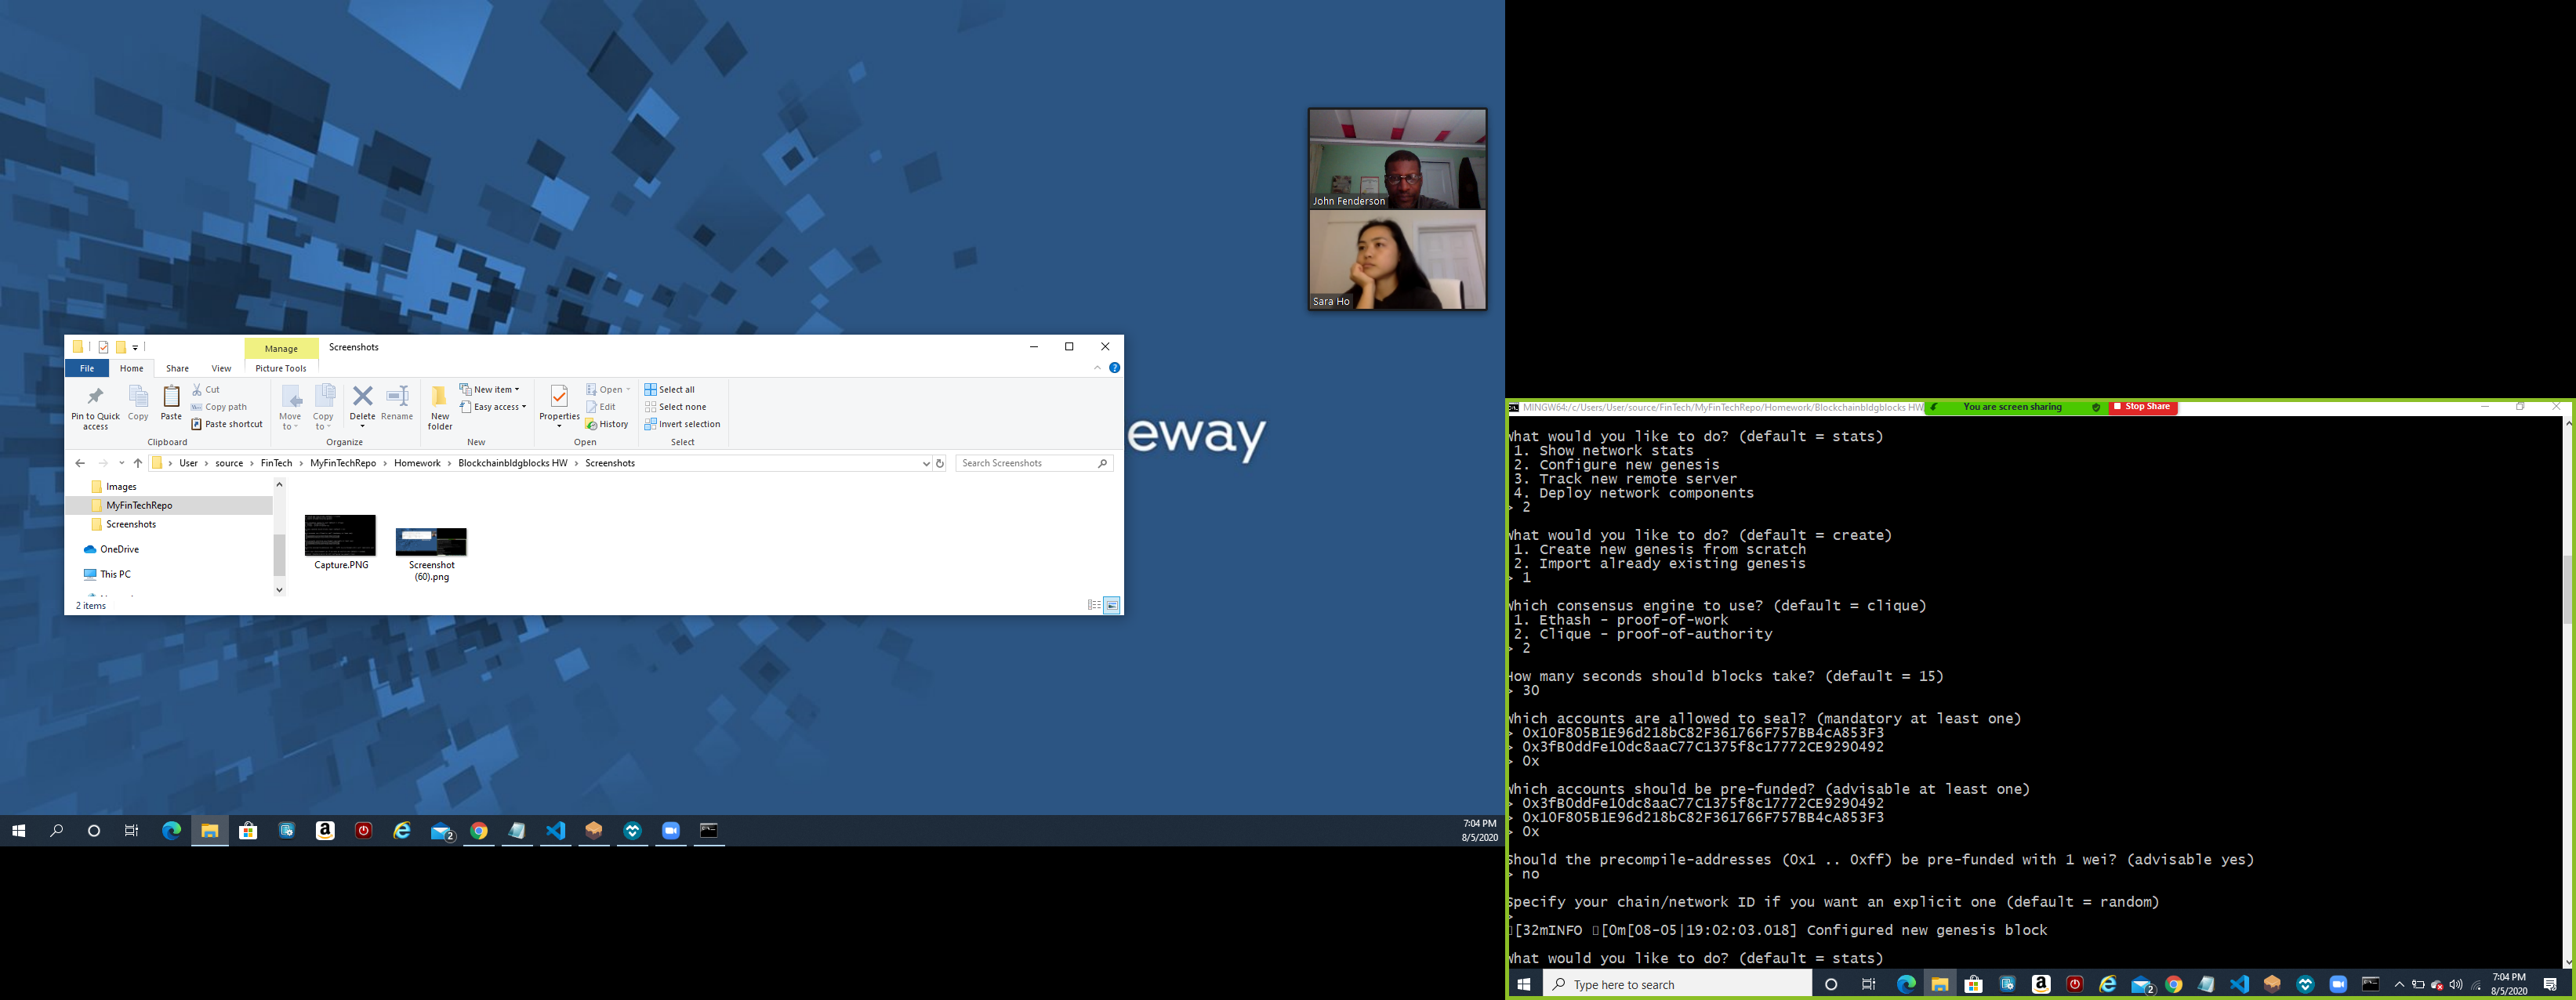 John Fenderson
Sara Ho
Manage
Screenshots
File
Home
Share
View
Picture Tools
Pin to Quick access
Copy
Paste
Cut
Copy path
Paste shortcut
Clipboard
Move to
Copy to
Delete
Rename
Organize
New folder
New item
Easy access
New
Properties
Open
Edit
History
Open
Select all
Select none
Invert selection
Select
User > source > FinTech > MyFinTechRepo > Homework > Blockchainbldgblocks HW > Screenshots
Search Screenshots
Images
MyFinTechRepo
Screenshots
OneDrive
This PC
Capture.PNG
Screenshot
(60).png
2 items
eway
2
7:04 PM
8/5/2020
MINGW64:/c/Users/User/source/FinTech/MyFinTechRepo/Homework/Blockchainbldgblocks HW
You are screen sharing
Stop Share
What would you like to do? (default = stats)
1. Show network stats
2. Configure new genesis
3. Track new remote server
4. Deploy network components
> 2
What would you like to do? (default = create)
1. Create new genesis from scratch
2. Import already existing genesis
> 1
Which consensus engine to use? (default = clique)
1. Ethash - proof-of-work
2. Clique - proof-of-authority
> 2
How many seconds should blocks take? (default = 15)
> 30
Which accounts are allowed to seal? (mandatory at least one)
> 0x10F805B1E96d218bC82F361766F757BB4cA853F3
> 0x3fB0ddFe10dc8aaC77C1375f8c17772CE9290492
> 0x
Which accounts should be pre-funded? (advisable at least one)
> 0x3fB0ddFe10dc8aaC77C1375f8c17772CE9290492
> 0x10F805B1E96d218bC82F361766F757BB4cA853F3
> 0x
Should the precompile-addresses (0x1 .. 0xff) be pre-funded with 1 wei? (advisable yes)
> no
Specify your chain/network ID if you want an explicit one (default = random)
>
[32mINFO [0m[08-05|19:02:03.018] Configured new genesis block
What would you like to do? (default = stats)
Type here to search
2
7:04 PM
8/5/2020